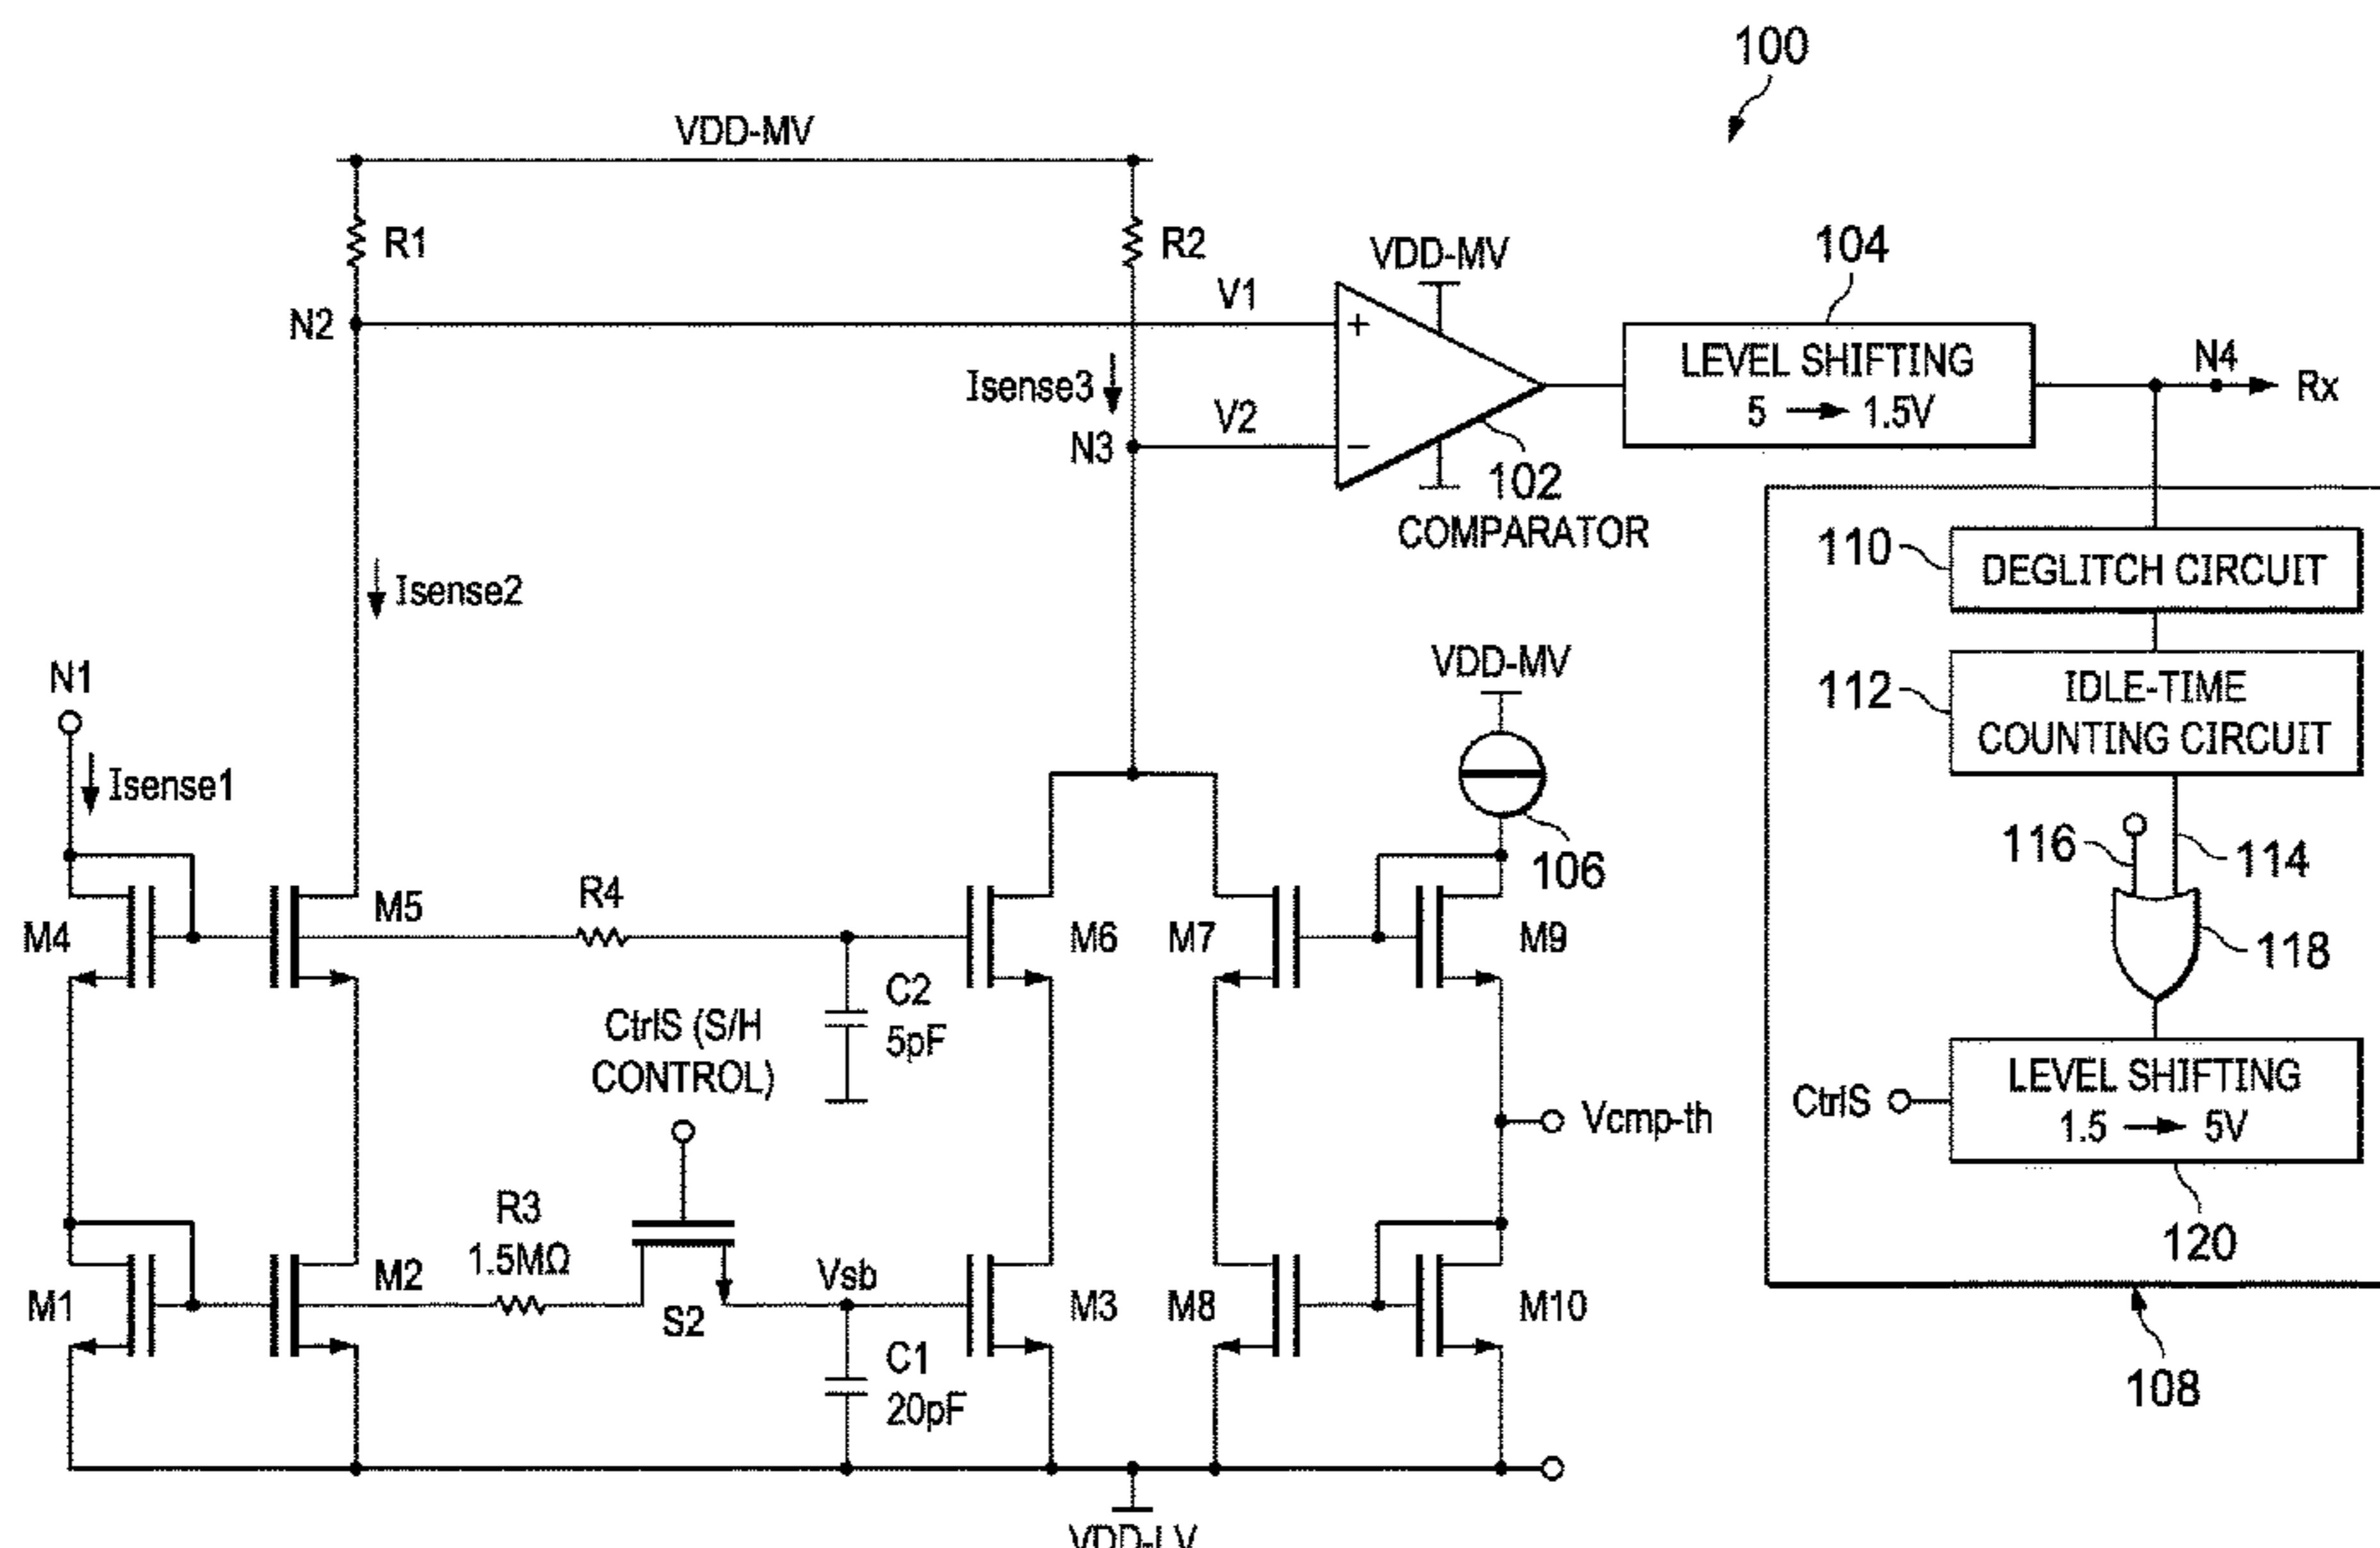 100
VDD-MV
R1
R2
VDD-MV
104
N2
V1
+
LEVEL SHIFTING
5 → 1.5V
N4
Rx
Isense3
V2
N3
−
102
COMPARATOR
110
DEGLITCH CIRCUIT
Isense2
VDD-MV
112
IDLE-TIME
COUNTING CIRCUIT
N1
Isense1
106
116
114
118
M4
M5
R4
M6
M7
M9
C2
5pF
CtrlS (S/H
CONTROL)
Vcmp-th
CtrlS
LEVEL SHIFTING
1.5 → 5V
120
R3
1.5MΩ
M1
M2
S2
Vsb
M3
M8
M10
C1
20pF
108
VDD-LV